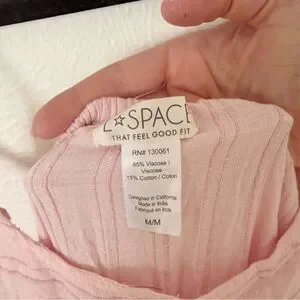 L☆SPACE
THAT FEEL GOOD FIT
RN# 130061
85% Viscose /
Viscose
15% Cotton / Coton
Designed in California
Made in India
Fabriqué en Inde
M/M